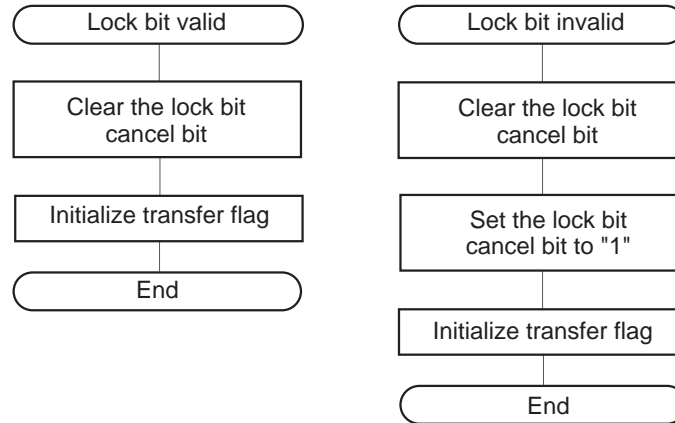 Lock bit valid
Clear the lock bit
cancel bit
Initialize transfer flag
End
Lock bit invalid
Clear the lock bit
cancel bit
Set the lock bit
cancel bit to "1"
Initialize transfer flag
End